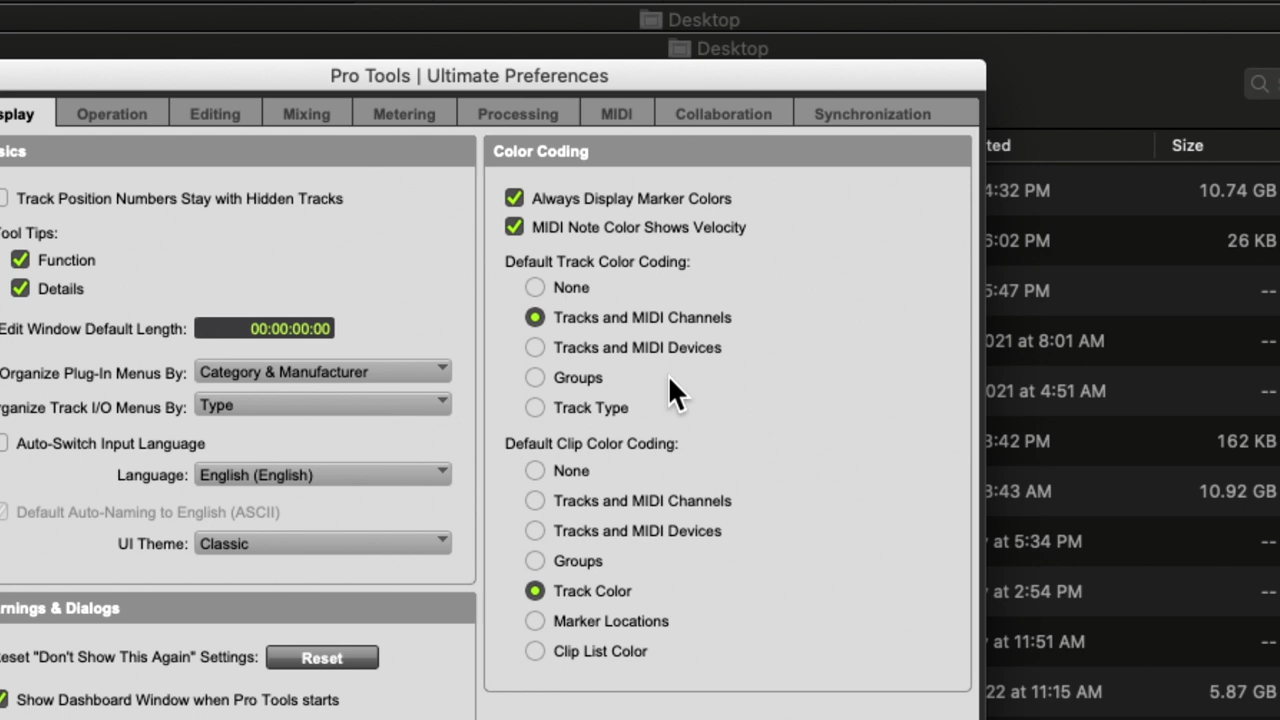 Desktop
Desktop
Pro Tools | Ultimate Preferences
splay
Operation
Editing
Mixing
Metering
Processing
MIDI
Collaboration
Synchronization
sics
Track Position Numbers Stay with Hidden Tracks
ool Tips:
Function
Details
Edit Window Default Length: 00:00:00:00
Organize Plug-In Menus By: Category & Manufacturer
rganize Track I/O Menus By: Type
Auto-Switch Input Language
Language: English (English)
Default Auto-Naming to English (ASCII)
UI Theme: Classic
rnings & Dialogs
eset "Don't Show This Again" Settings: Reset
Show Dashboard Window when Pro Tools starts
Color Coding
Always Display Marker Colors
MIDI Note Color Shows Velocity
Default Track Color Coding:
None
Tracks and MIDI Channels
Tracks and MIDI Devices
Groups
Track Type
Default Clip Color Coding:
None
Tracks and MIDI Channels
Tracks and MIDI Devices
Groups
Track Color
Marker Locations
Clip List Color
ted Size
4:32 PM 10.74 GB
6:02 PM 26 KB
5:47 PM --
021 at 8:01 AM --
021 at 4:51 AM --
3:42 PM 162 KB
3:43 AM 10.92 GB
at 5:34 PM --
at 2:54 PM --
at 11:51 AM --
22 at 11:15 AM 5.87 GB